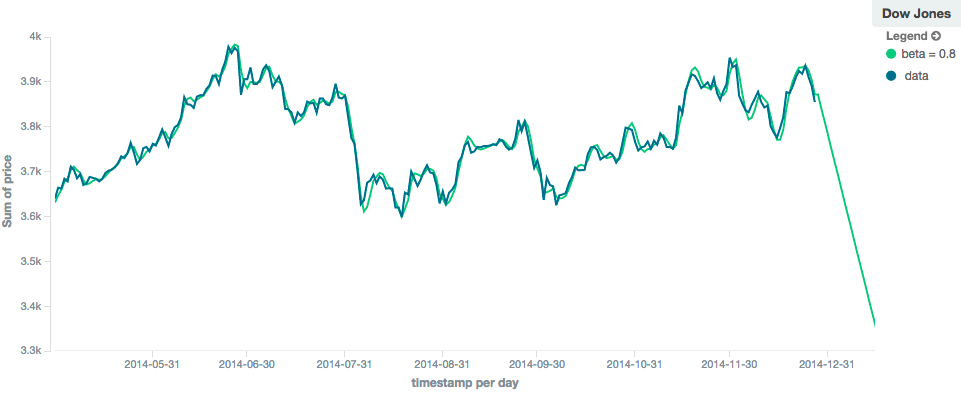 Dow Jones
Legend
beta = 0.8
data
4k
3.9k
3.8k
3.7k
3.6k
3.5k
3.4k
3.3k
Sum of price
2014-05-31
2014-06-30
2014-07-31
2014-08-31
2014-09-30
2014-10-31
2014-11-30
2014-12-31
timestamp per day